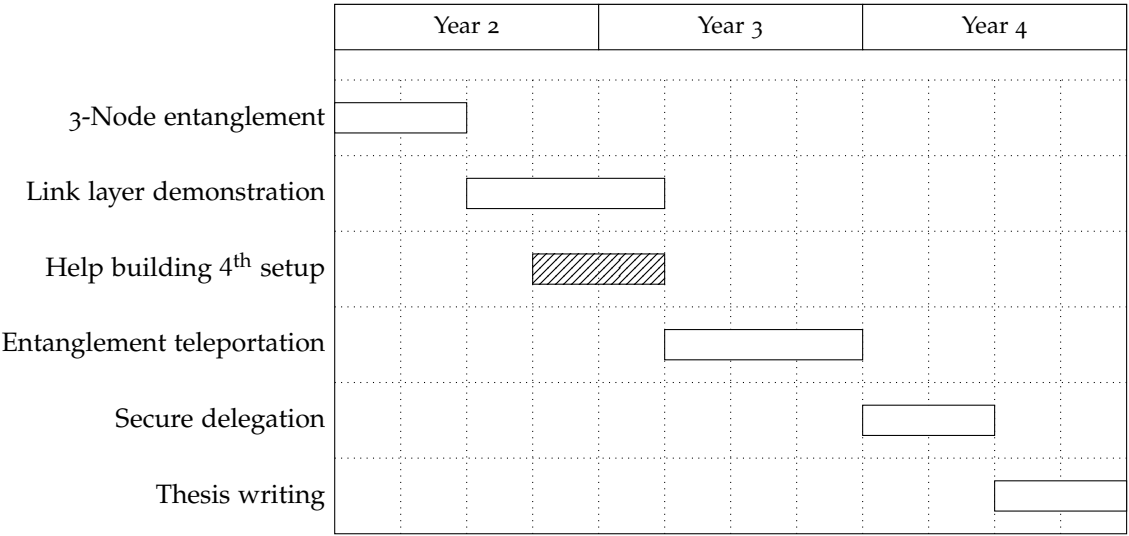 Year 2 Year 3 Year 4
3-Node entanglement
Link layer demonstration
Help building 4th setup
Entanglement teleportation
Secure delegation
Thesis writing